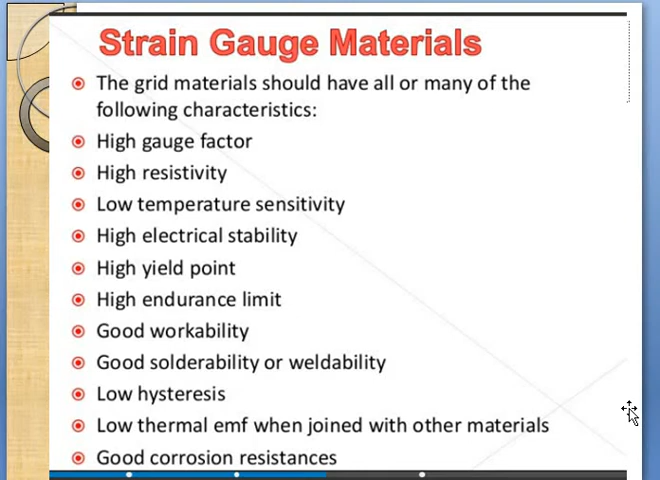 Strain Gauge Materials
The grid materials should have all or many of the
following characteristics:
High gauge factor
High resistivity
Low temperature sensitivity
High electrical stability
High yield point
High endurance limit
Good workability
Good solderability or weldability
Low hysteresis
Low thermal emf when joined with other materials
Good corrosion resistances